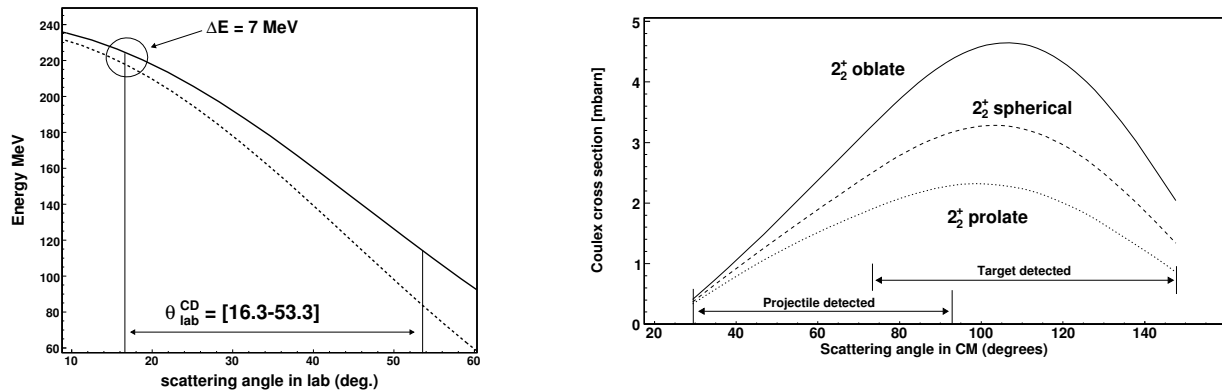 ΔE = 7 MeV
Energy MeV
240
220
200
180
160
140
120
100
80
60
θ CD lab = [16.3-53.3]
10 20 30 40 50 60
scattering angle in lab (deg.)
Coulex cross section [mbarn]
5
4
3
2
1
0
2₂⁺ oblate
2₂⁺ spherical
2₂⁺ prolate
Target detected
Projectile detected
20 40 60 80 100 120 140
Scattering angle in CM (degrees)